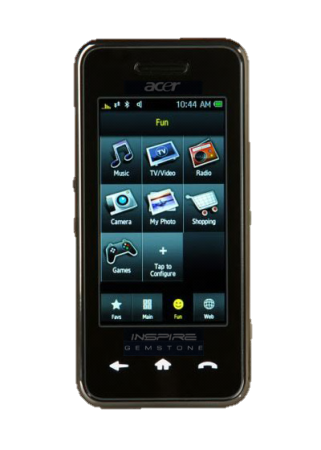 acer
10:44 AM
Fun
Music TV/Video Radio
Camera My Photo Shopping
Games + Tap to
Configure
Favs Main Fun Web
INSPIRE
GEMSTONE